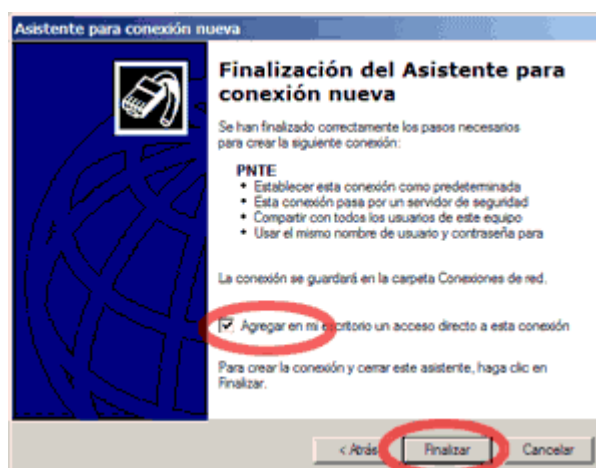 Asistente para conexión nueva
Finalización del Asistente para
conexión nueva
Se han finalizado correctamente los pasos necesarios
para crear la siguiente conexión:
PNTE
• Establecer esta conexión como predeterminada
• Esta conexión pasa por un servidor de seguridad
• Compartir con todos los usuarios de este equipo
• Usar el mismo nombre de usuario y contraseña para
La conexión se guardará en la carpeta Conexiones de red.
Agregar en mi escritorio un acceso directo a esta conexión
Para crear la conexión y cerrar este asistente, haga clic en
Finalizar.
< Atrás Finalizar Cancelar